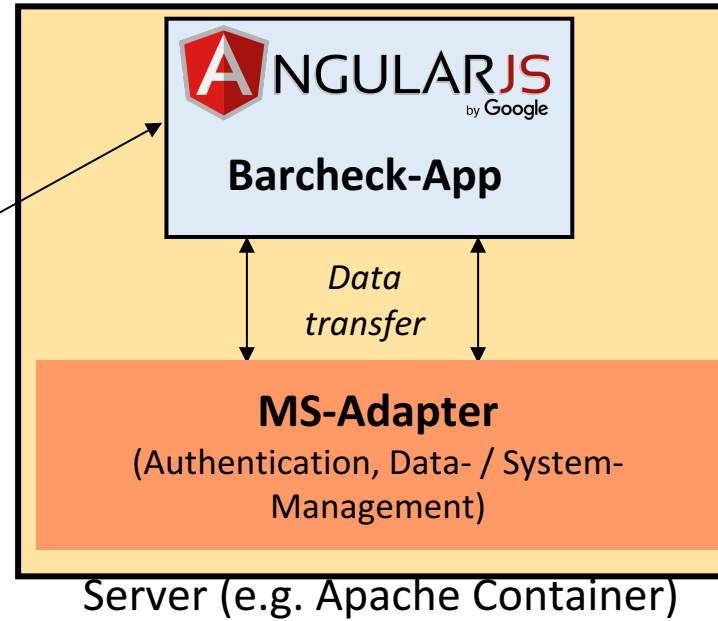 ANGULARJS
by Google
Barcheck-App
Data
transfer
MS-Adapter
(Authentication, Data- / System-
Management)
Server (e.g. Apache Container)